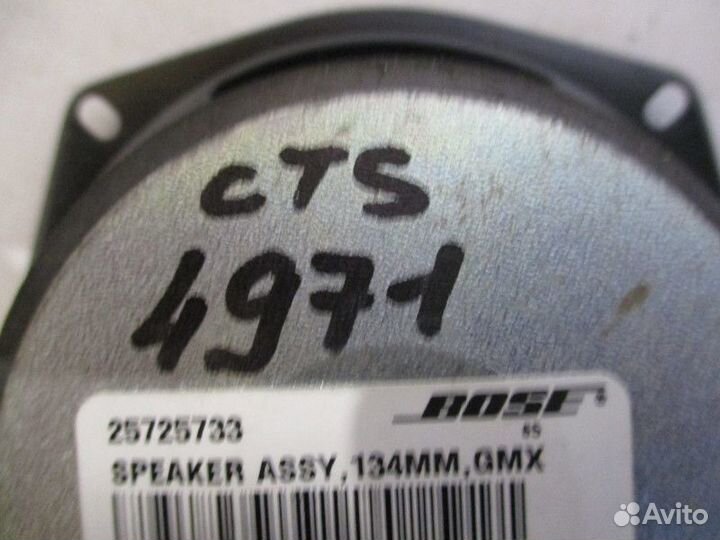 CTS
4971
25725733
BOSE
SPEAKER ASSY,134MM,GMX
Avito